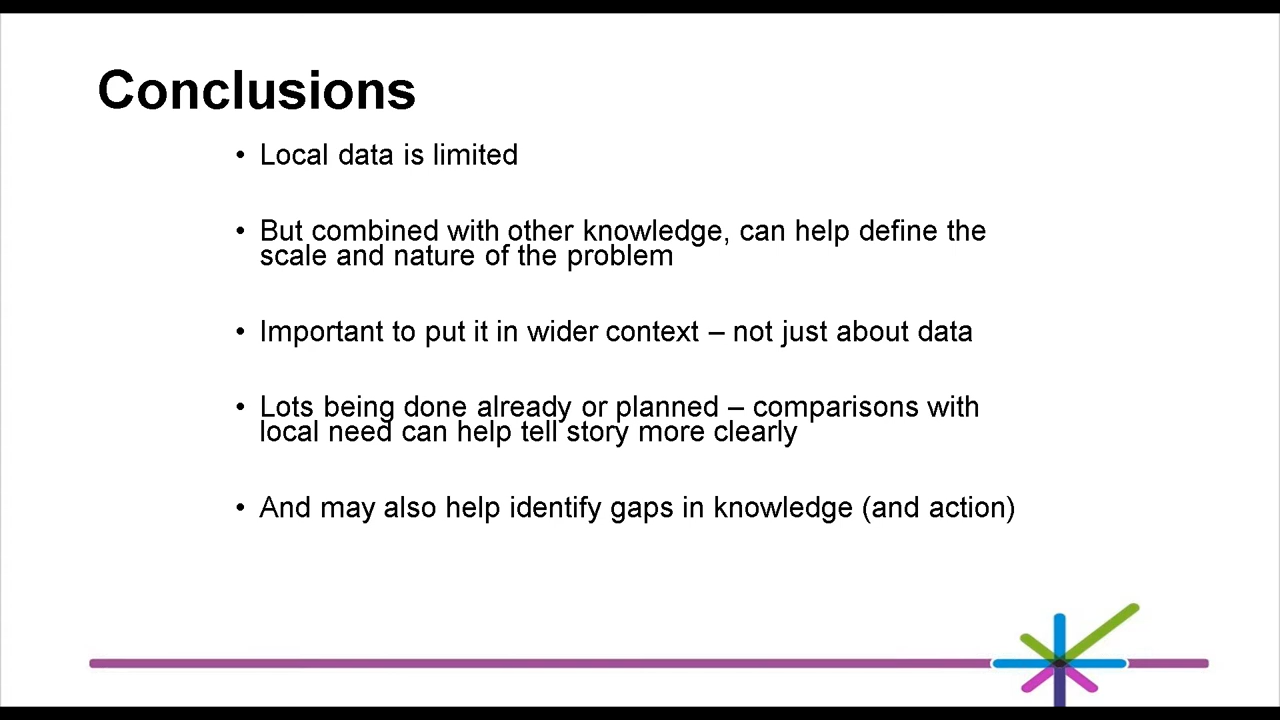 Conclusions
• Local data is limited
• But combined with other knowledge, can help define the
scale and nature of the problem
• Important to put it in wider context – not just about data
• Lots being done already or planned – comparisons with
local need can help tell story more clearly
• And may also help identify gaps in knowledge (and action)